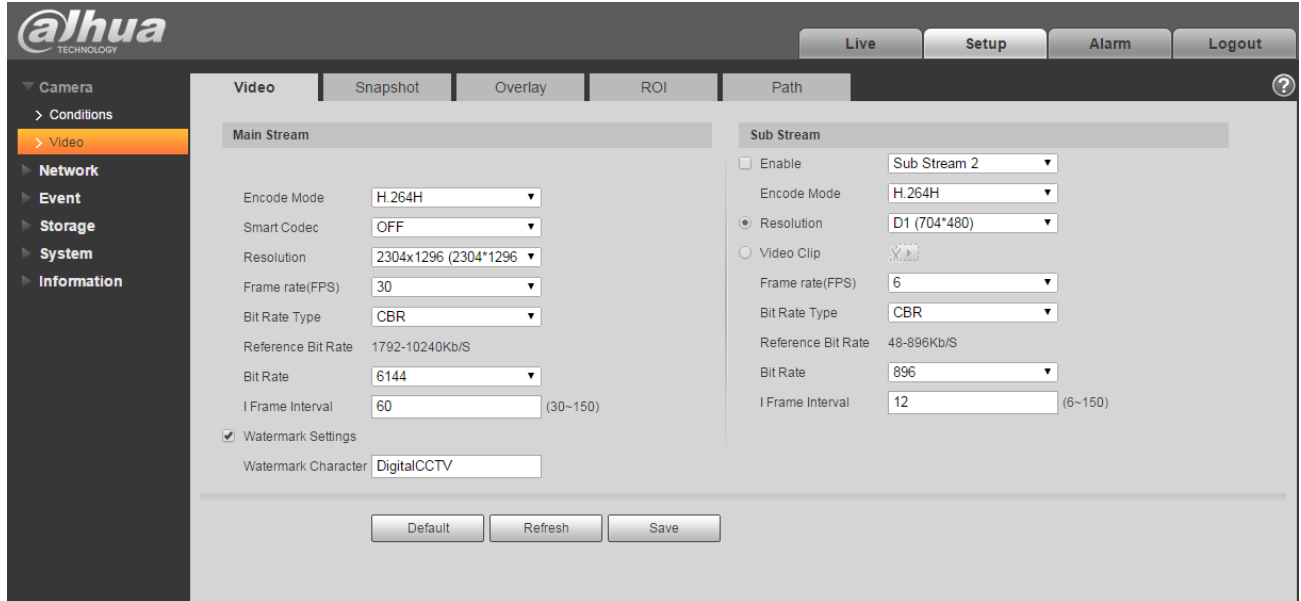 alhua
TECHNOLOGY
Live Setup Alarm Logout
Camera
Conditions
Video
Network
Event
Storage
System
Information
Video Snapshot Overlay ROI Path
?
Main Stream
Encode Mode H.264H
Smart Codec OFF
Resolution 2304x1296 (2304*1296
Frame rate(FPS) 30
Bit Rate Type CBR
Reference Bit Rate 1792-10240Kb/S
Bit Rate 6144
I Frame Interval 60 (30~150)
Watermark Settings
Watermark Character DigitalCCTV
Sub Stream
Enable Sub Stream 2
Encode Mode H.264H
Resolution D1 (704*480)
Video Clip
Frame rate(FPS) 6
Bit Rate Type CBR
Reference Bit Rate 48-896Kb/S
Bit Rate 896
I Frame Interval 12 (6~150)
Default Refresh Save